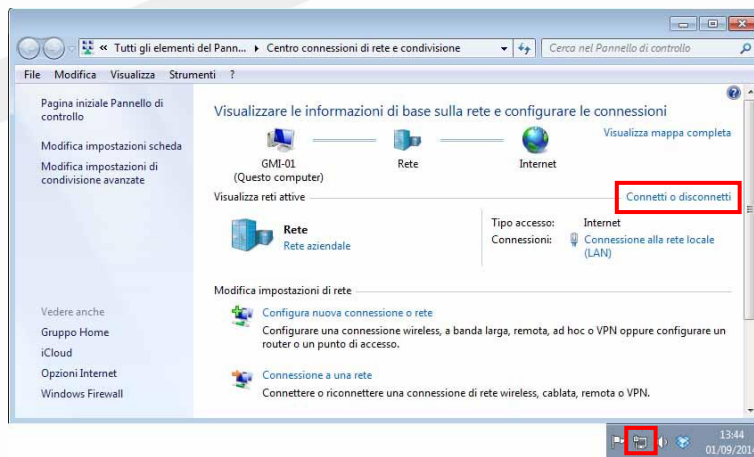 « Tutti gli elementi del Pann... Centro connessioni di rete e condivisione Cerca nel Pannello di controllo
File Modifica Visualizza Strumenti ?
Pagina iniziale Pannello di controllo
Modifica impostazioni scheda
Modifica impostazioni di condivisione avanzate
Visualizzare le informazioni di base sulla rete e configurare le connessioni
Visualizza mappa completa
GMI-01 Rete Internet
(Questo computer)
Visualizza reti attive Connetti o disconnetti
Rete
Rete aziendale
Tipo accesso: Internet
Connessioni: Connessione alla rete locale
(LAN)
Modifica impostazioni di rete
Configura nuova connessione o rete
Configurare una connessione wireless, a banda larga, remota, ad hoc o VPN oppure configurare un
router o un punto di accesso.
Connessione a una rete
Connettere o riconnettere una connessione di rete wireless, cablata, remota o VPN.
Vedere anche
Gruppo Home
iCloud
Opzioni Internet
Windows Firewall
13:44
01/09/201